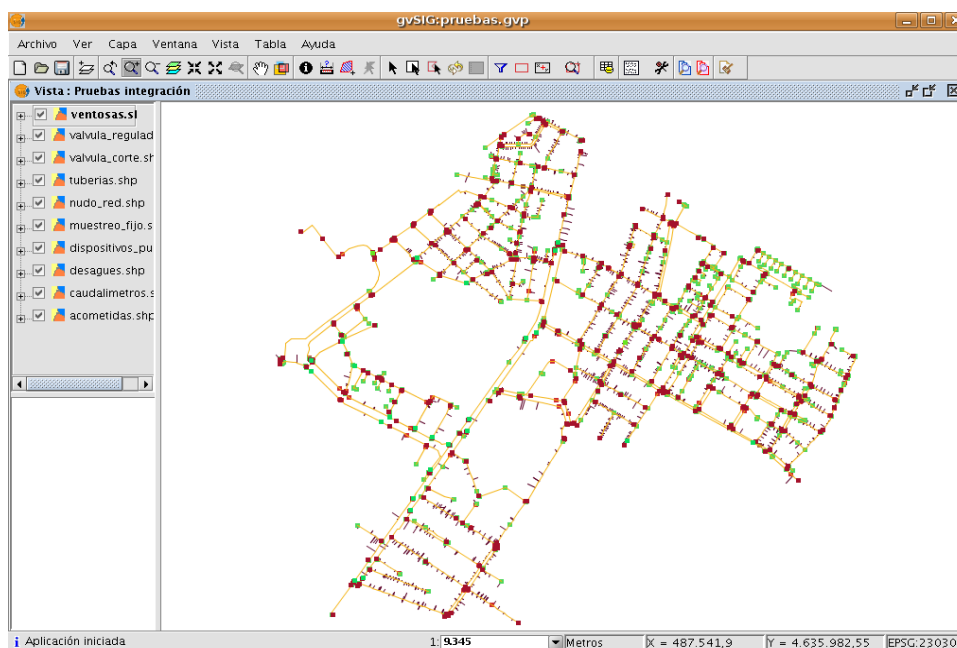 gvSIG:pruebas.gvp
Archivo Ver Capa Ventana Vista Tabla Ayuda
Vista : Pruebas integración
ventosas.sl
valvula_regulad
valvula_corte.sh
tuberias.shp
nudo_red.shp
muestreo_fijo.s
dispositivos_pu
desagues.shp
caudalimetros.s
acometidas.shp
Aplicación iniciada 1: 9.345 Metros X = 487.541,9 Y = 4.635.982,55 EPSG:23030